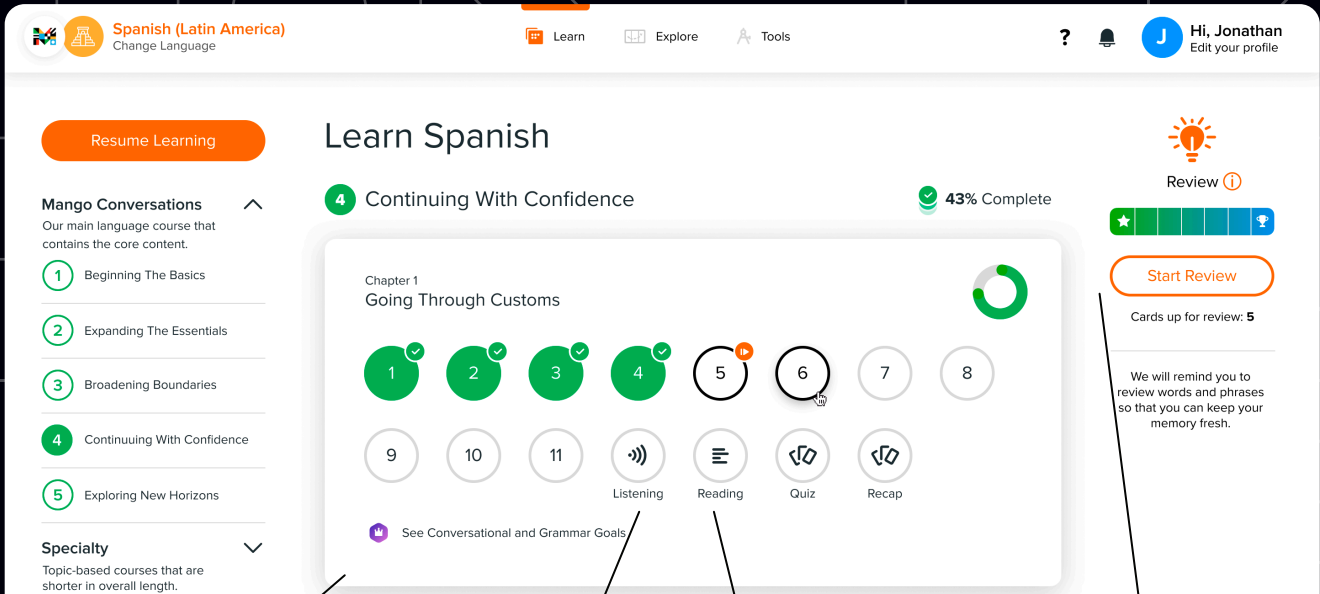 Spanish (Latin America)
Change Language
Learn
Explore
Tools
?
J
Hi, Jonathan
Edit your profile
Resume Learning
Mango Conversations
Our main language course that
contains the core content.
1 Beginning The Basics
2 Expanding The Essentials
3 Broadening Boundaries
4 Continuuing With Confidence
5 Exploring New Horizons
Specialty
Topic-based courses that are
shorter in overall length.
Learn Spanish
4 Continuing With Confidence
43% Complete
Chapter 1
Going Through Customs
1 2 3 4 5 6 7 8
9 10 11
Listening Reading Quiz Recap
See Conversational and Grammar Goals
Review
Start Review
Cards up for review: 5
We will remind you to
review words and phrases
so that you can keep your
memory fresh.